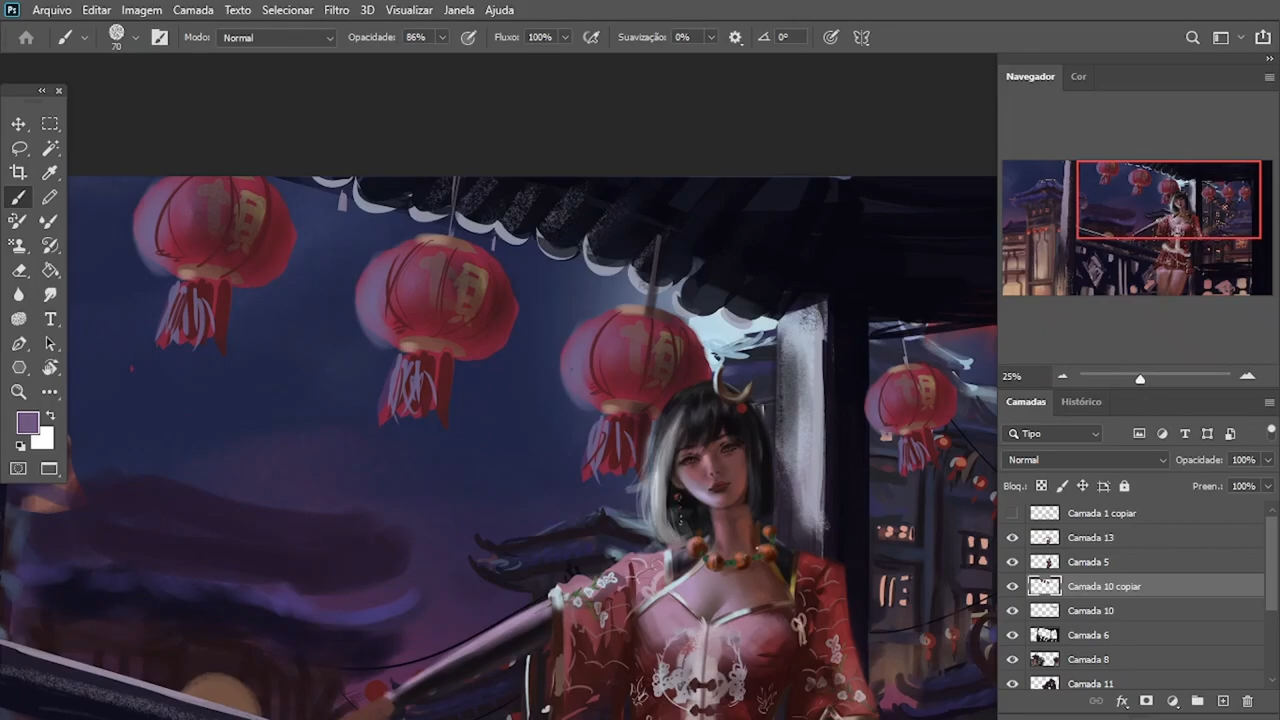 Ps Arquivo Editar Imagem Camada Texto Selecionar Filtro 3D Visualizar Janela Ajuda
70 Modo: Normal Opacidade: 86% Fluxo: 100% Suavização: 0% 0°
Navegador Cor
25%
Camadas Histórico
Tipo
Normal Opacidade: 100%
Bloq.: Preen.: 100%
Camada 1 copiar
Camada 13
Camada 5
Camada 10 copiar
Camada 10
Camada 6
Camada 8
Camada 11